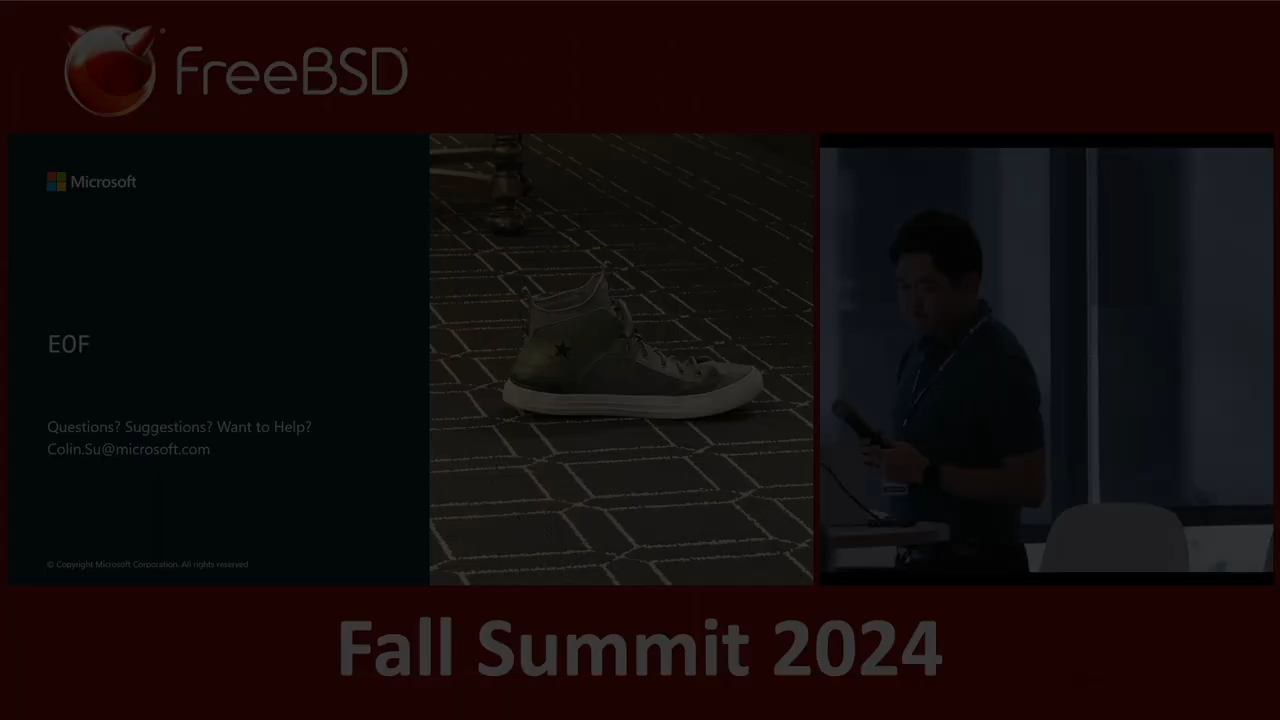 FreeBSD
Microsoft
EOF
Questions? Suggestions? Want to Help?
Colin.Su@microsoft.com
© Copyright Microsoft Corporation. All rights reserved
Fall Summit 2024